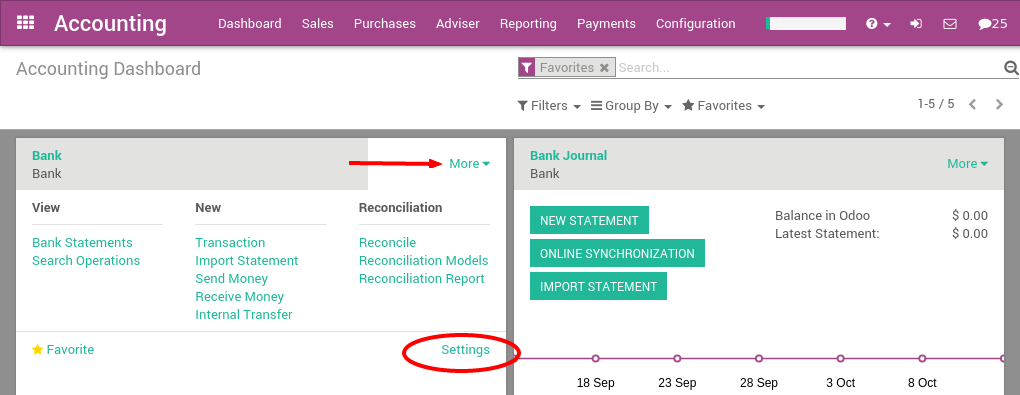 Accounting Dashboard Sales Purchases Adviser Reporting Payments Configuration 25
Accounting Dashboard
Favorites Search...
Filters Group By Favorites 1-5 / 5
Bank
Bank
More
View New Reconciliation
Bank Statements Transaction Reconcile
Search Operations Import Statement Reconciliation Models
Send Money Reconciliation Report
Receive Money
Internal Transfer
Favorite Settings
Bank Journal
Bank
More
NEW STATEMENT
ONLINE SYNCHRONIZATION
IMPORT STATEMENT
Balance in Odoo $ 0.00
Latest Statement: $ 0.00
18 Sep 23 Sep 28 Sep 3 Oct 8 Oct